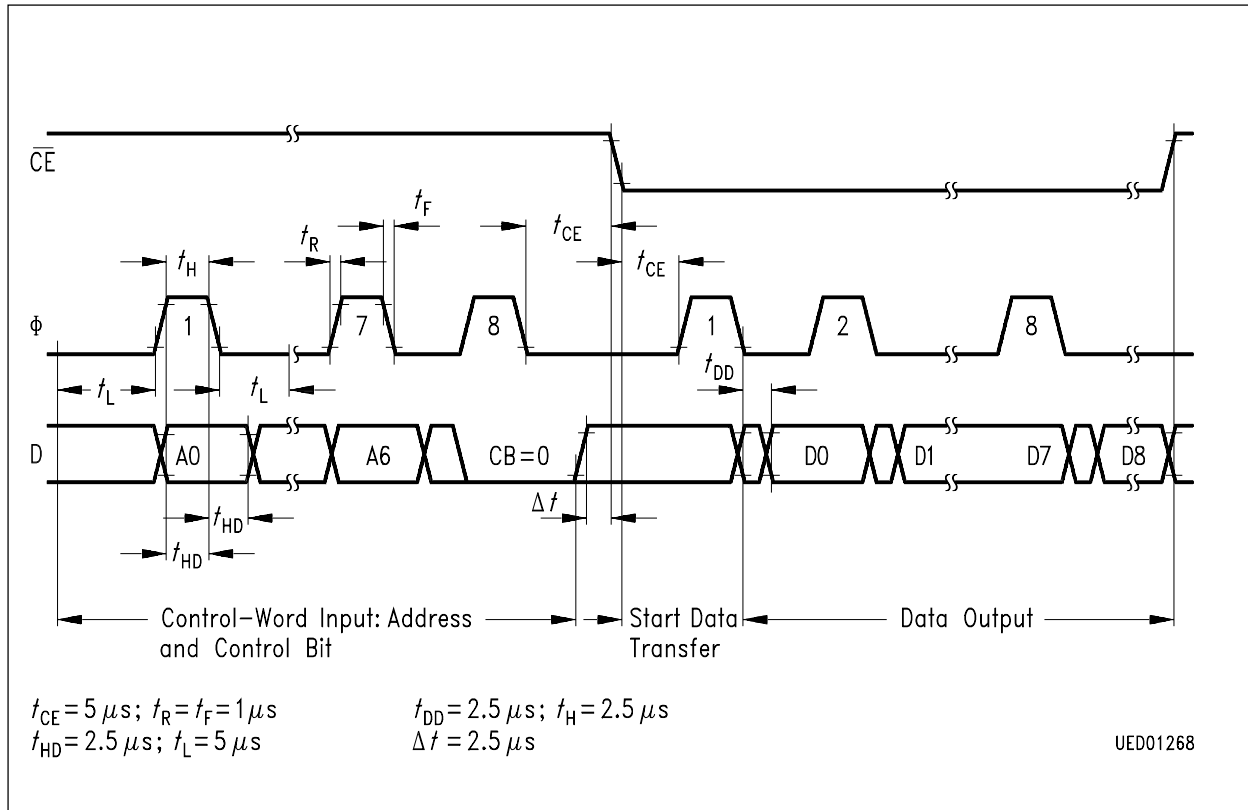 C̅E̅
t_F
t_CE
t_R
t_H
t_CE
Φ
1
7
8
1
2
8
t_DD
t_L
t_L
D
A0
A6
CB=0
D0
D1
D7
D8
Δt
t_HD
t_HD
Control-Word Input: Address
and Control Bit
Start Data
Transfer
Data Output
t_CE = 5 μs; t_R = t_F = 1 μs
t_DD = 2.5 μs; t_H = 2.5 μs
t_HD = 2.5 μs; t_L = 5 μs
Δt = 2.5 μs
UED01268